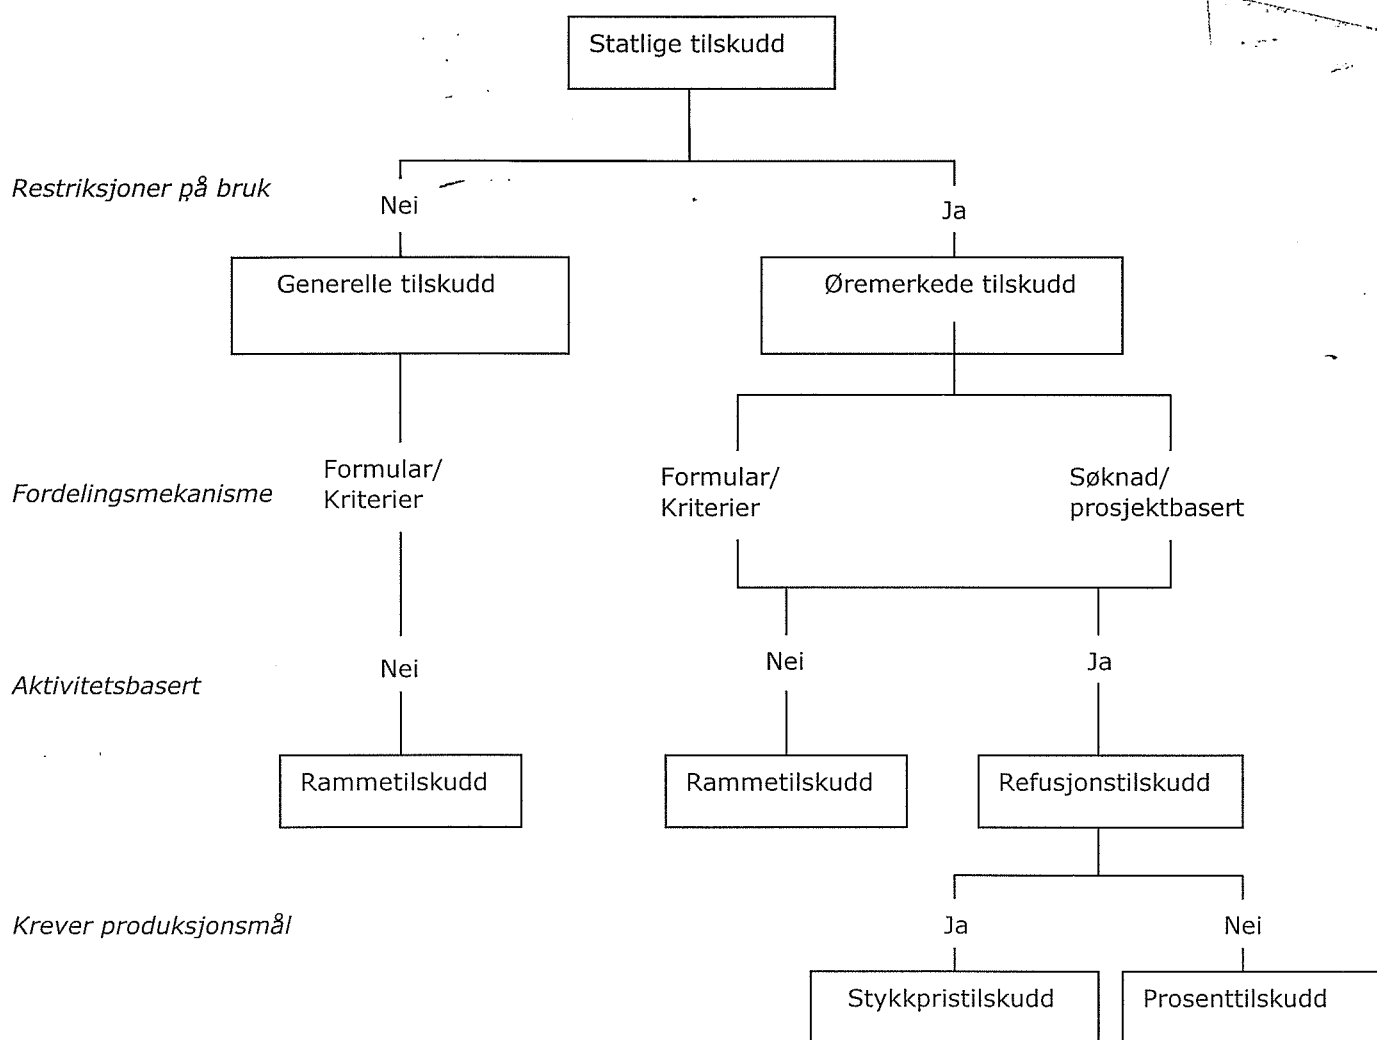 Statlige tilskudd
Restriksjoner på bruk
Nei
Ja
Generelle tilskudd
Øremerkede tilskudd
Fordelingsmekanisme
Formular/
Kriterier
Formular/
Kriterier
Søknad/
prosjektbasert
Aktivitetsbasert
Nei
Nei
Ja
Rammetilskudd
Rammetilskudd
Refusjonstilskudd
Krever produksjonsmål
Ja
Nei
Stykkpristilskudd
Prosenttilskudd